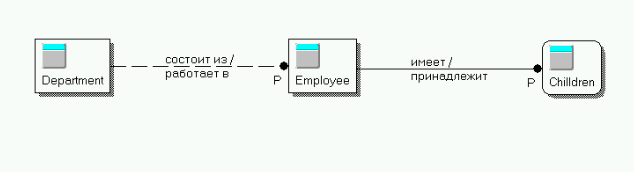 состоит из /
работает в
Department
P
Employee
имеет /
принадлежит
P
Chilldren